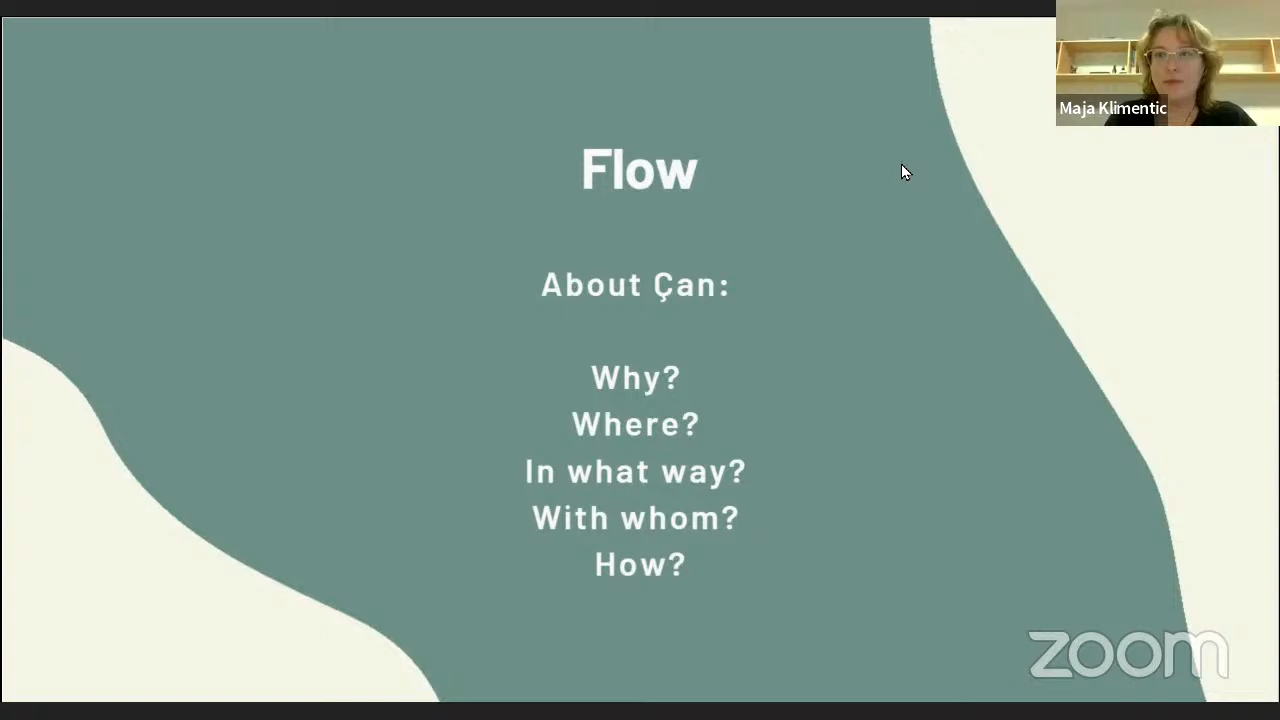 Maja Klimentic
Flow
About Çan:
Why?
Where?
In what way?
With whom?
How?
zoom